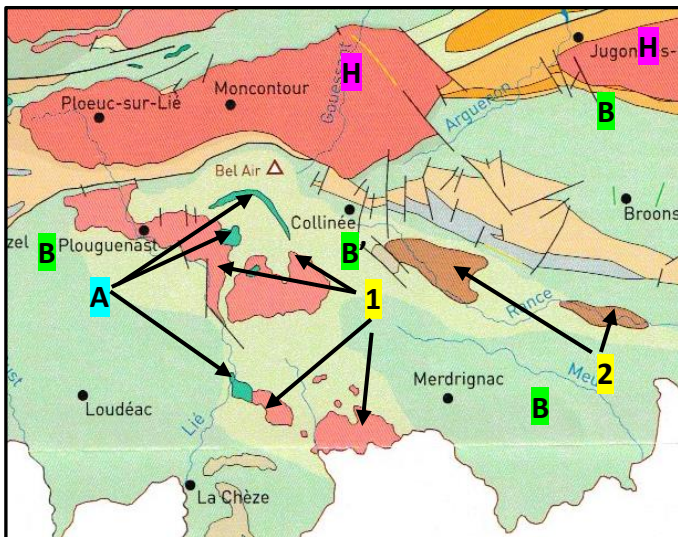 Jugon
H
s-
H
Gouessant
Moncontour
Ploeuc-sur-Lié
Arguenon
B
Bel Air
Broons
Collinée
zel
B
Plouguenast
B’
A
1
Rance
2
Meu
Merdrignac
B
Loudéac
Lié
La Chèze